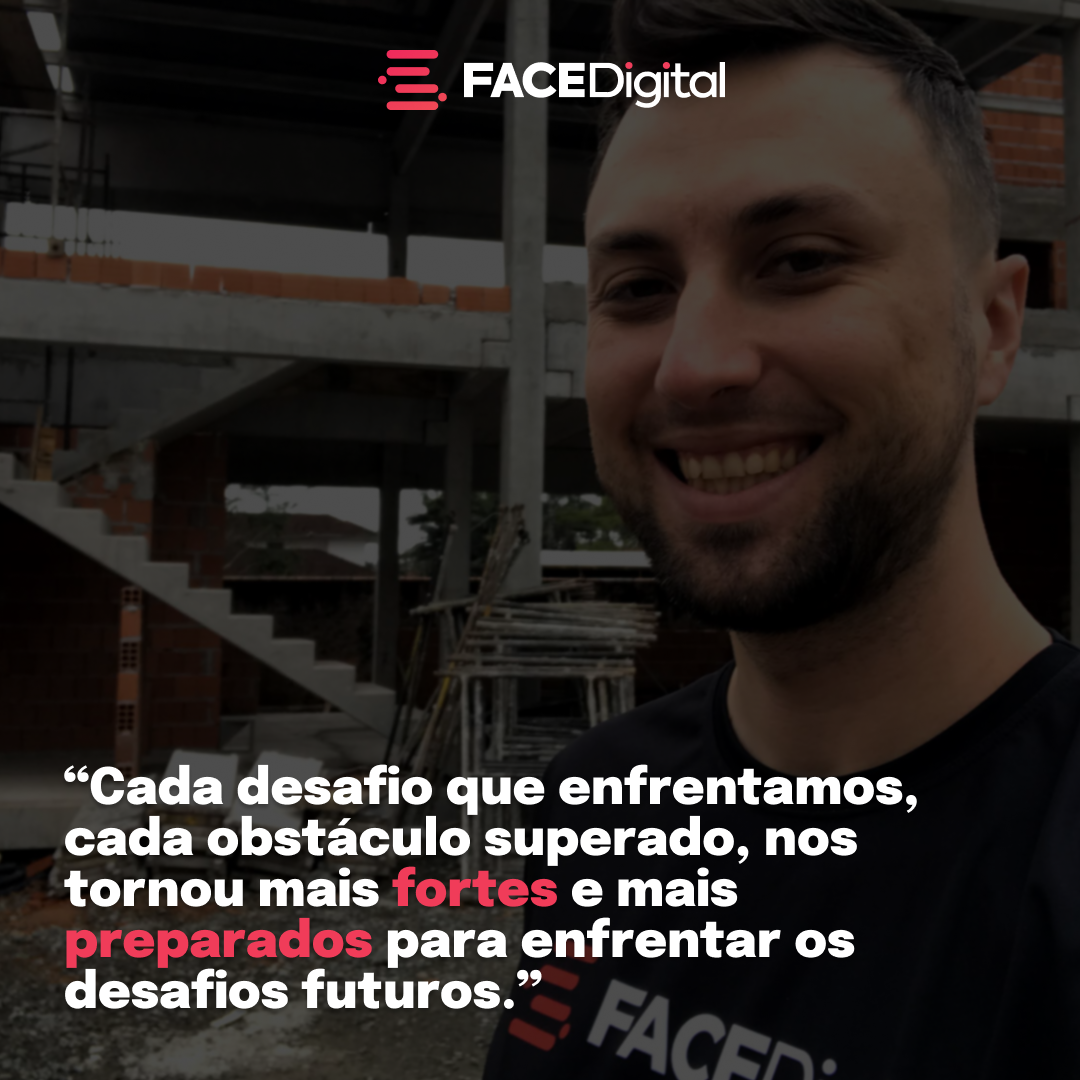 FACEDigital
“Cada desafio que enfrentamos,
cada obstáculo superado, nos
tornou mais fortes e mais
preparados para enfrentar os
desafios futuros.”
FACEDi